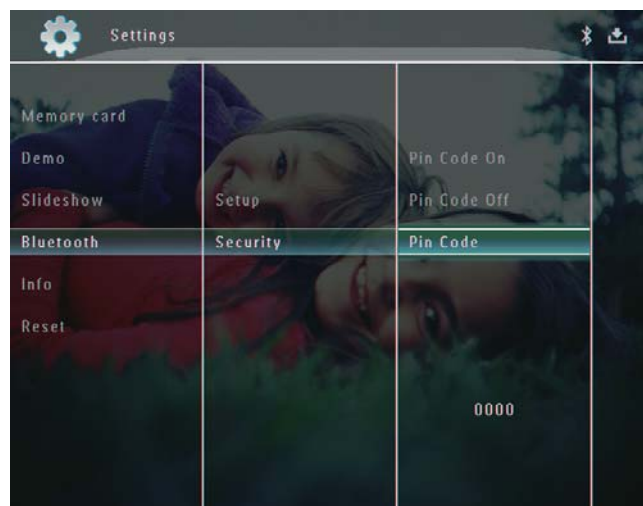 Settings
Memory card
Demo
Slideshow
Bluetooth
Info
Reset
Setup
Security
Pin Code On
Pin Code Off
Pin Code
0000